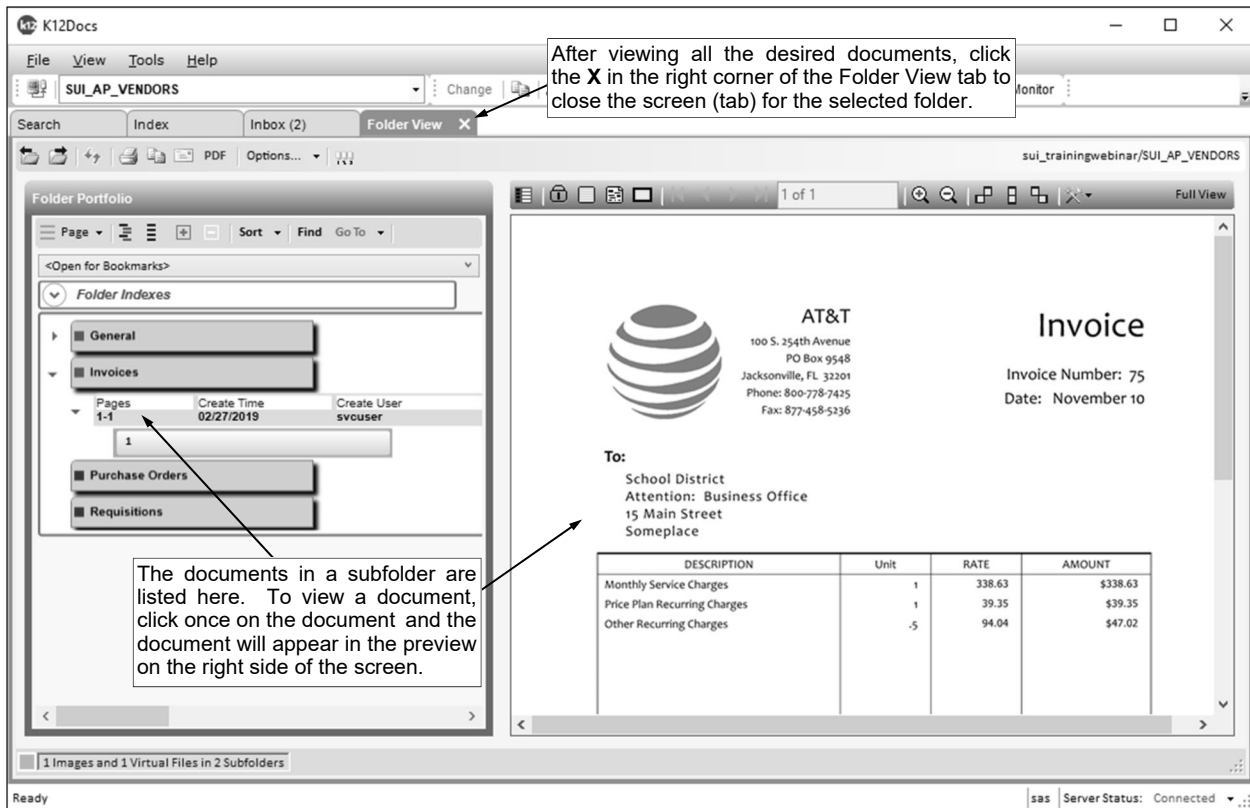 K12Docs
File View Tools Help
After viewing all the desired documents, click
the X in the right corner of the Folder View tab to
close the screen (tab) for the selected folder.
SUI_AP_VENDORS Change Monitor
Search Index Inbox (2) Folder View X
PDF Options... sui_trainingwebinar/SUI_AP_VENDORS
Folder Portfolio
Page Sort Find Go To
<Open for Bookmarks>
Folder Indexes
General
Invoices
Pages Create Time Create User
1-1 02/27/2019 svcuser
1
Purchase Orders
Requisitions
The documents in a subfolder are
listed here. To view a document,
click once on the document and the
document will appear in the preview
on the right side of the screen.
1 of 1 Full View
AT&T
100 S. 254th Avenue
PO Box 9548
Jacksonville, FL 32201
Phone: 800-778-7425
Fax: 877-458-5236
Invoice
Invoice Number: 75
Date: November 10
To:
School District
Attention: Business Office
15 Main Street
Someplace
DESCRIPTION Unit RATE AMOUNT
Monthly Service Charges 1 338.63 $338.63
Price Plan Recurring Charges 1 39.35 $39.35
Other Recurring Charges .5 94.04 $47.02
1 Images and 1 Virtual Files in 2 Subfolders
Ready sas Server Status: Connected